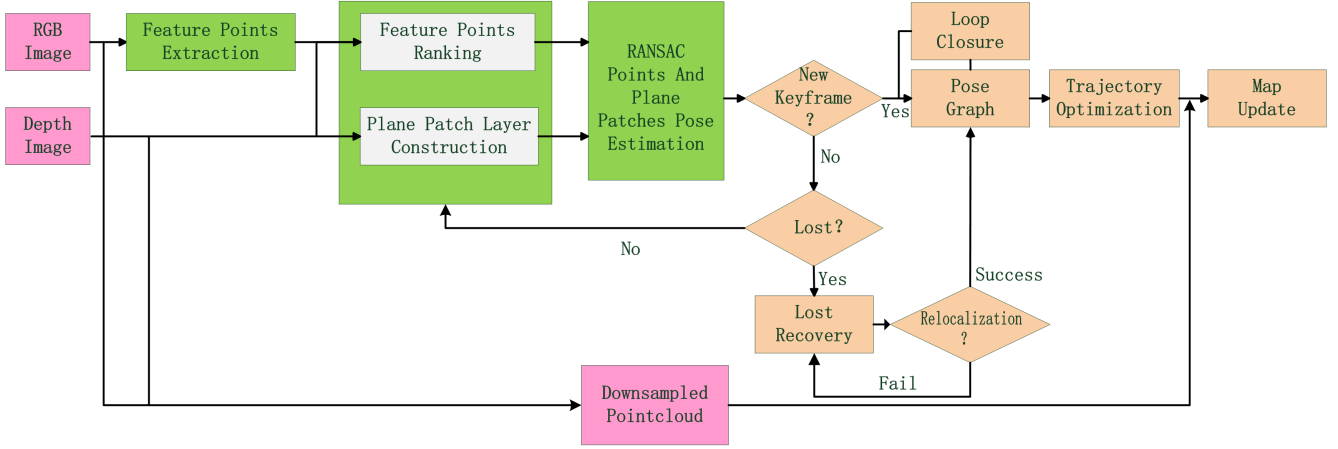 RGB
Image
Feature Points
Extraction
Feature Points
Ranking
Depth
Image
Plane Patch Layer
Construction
RANSAC
Points And
Plane
Patches Pose
Estimation
New
Keyframe
?
Yes
No
Loop
Closure
Pose
Graph
Trajectory
Optimization
Map
Update
Lost?
No
Yes
Lost
Recovery
Relocalization
?
Success
Fail
Downsampled
Pointcloud